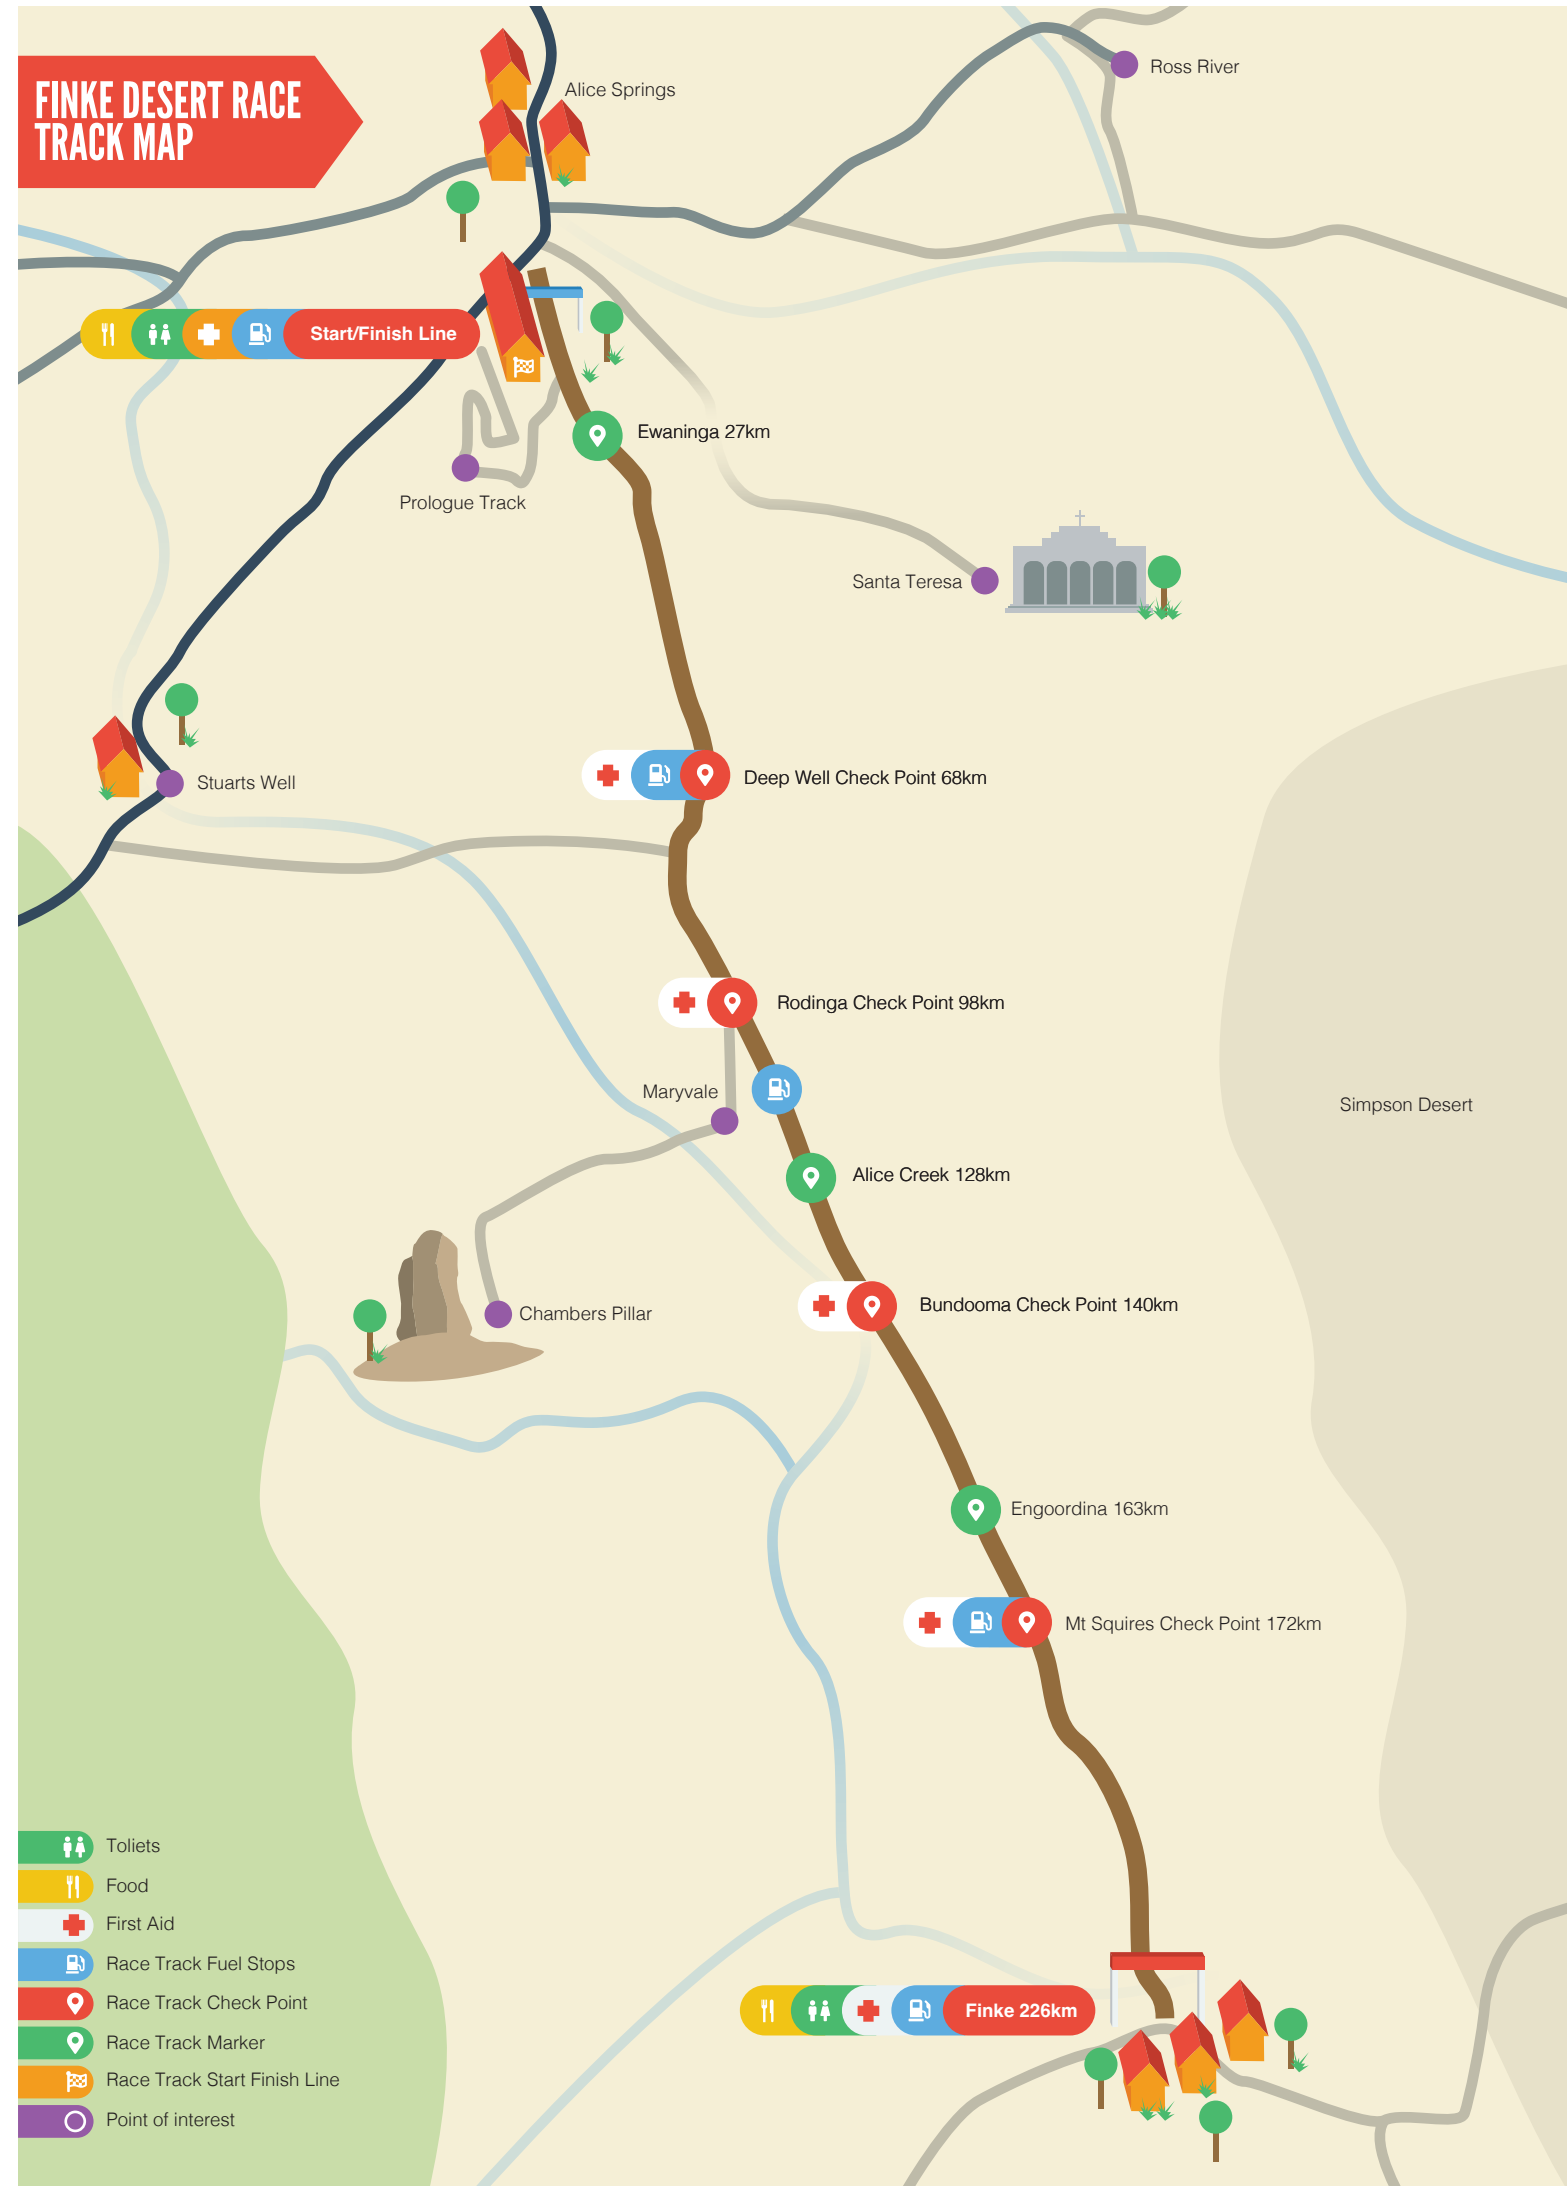 FINKE DESERT RACE
TRACK MAP
Alice Springs
Ross River
Start/Finish Line
Ewaninga 27km
Prologue Track
Santa Teresa
Stuarts Well
Deep Well Check Point 68km
Rodinga Check Point 98km
Maryvale
Simpson Desert
Alice Creek 128km
Chambers Pillar
Bundooma Check Point 140km
Engoordina 163km
Mt Squires Check Point 172km
Finke 226km
Toliets
Food
First Aid
Race Track Fuel Stops
Race Track Check Point
Race Track Marker
Race Track Start Finish Line
Point of interest